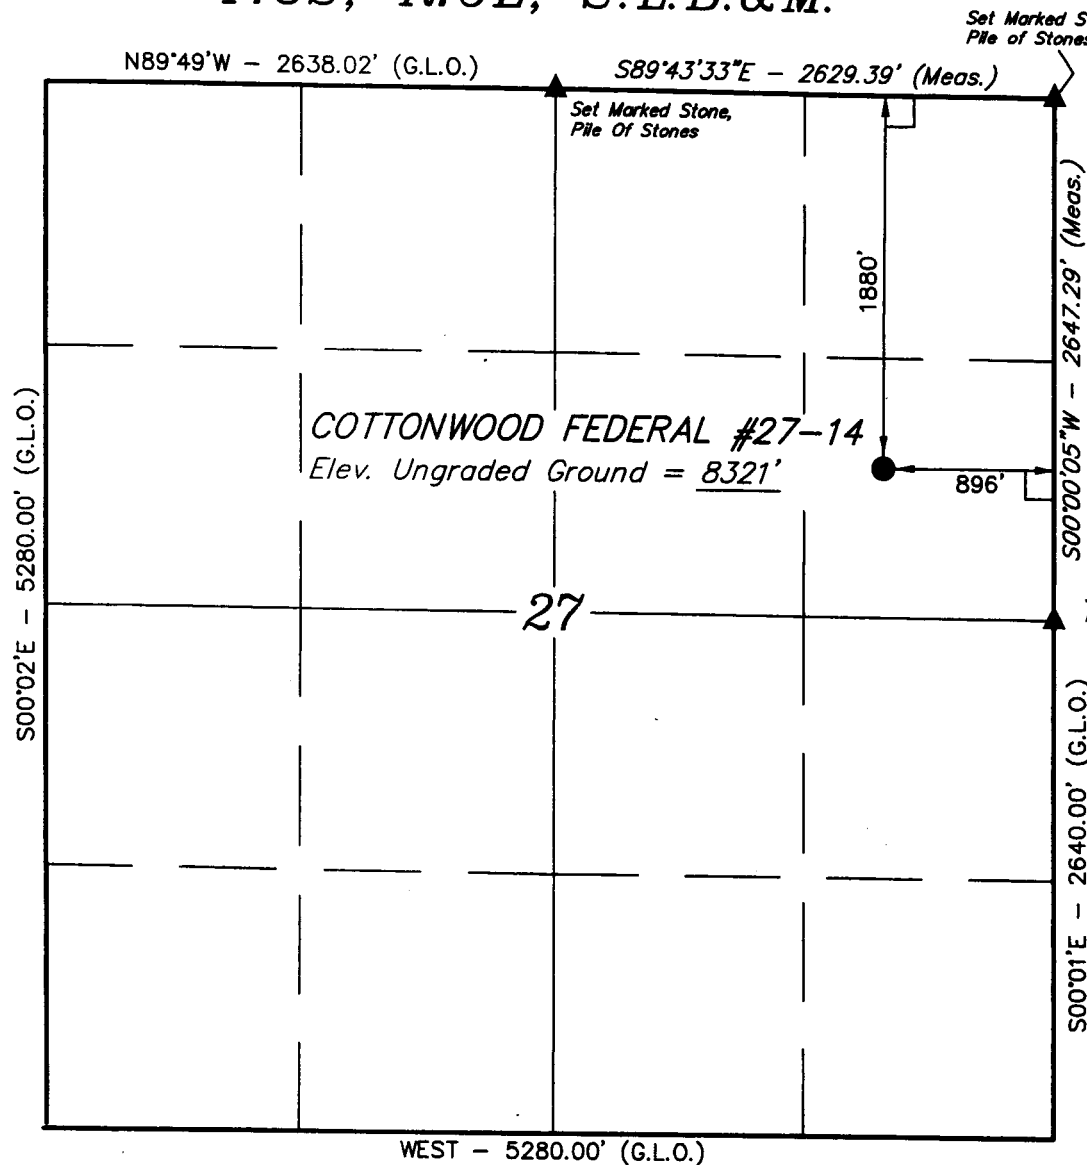 S.L.B.&M.
Set Marked
Pile of Stones
N89°49'W - 2638.02' (G.L.O.)
S89°43'33"E - 2629.39' (Meas.)
Set Marked Stone,
Pile Of Stones
1880'
S00°00'05"W - 2647.29' (Meas.)
S00°02'E - 5280.00' (G.L.O.)
COTTONWOOD FEDERAL #27-14
Elev. Ungraded Ground = 8321'
896'
27
S00°01'E - 2640.00' (G.L.O.)
WEST - 5280.00' (G.L.O.)